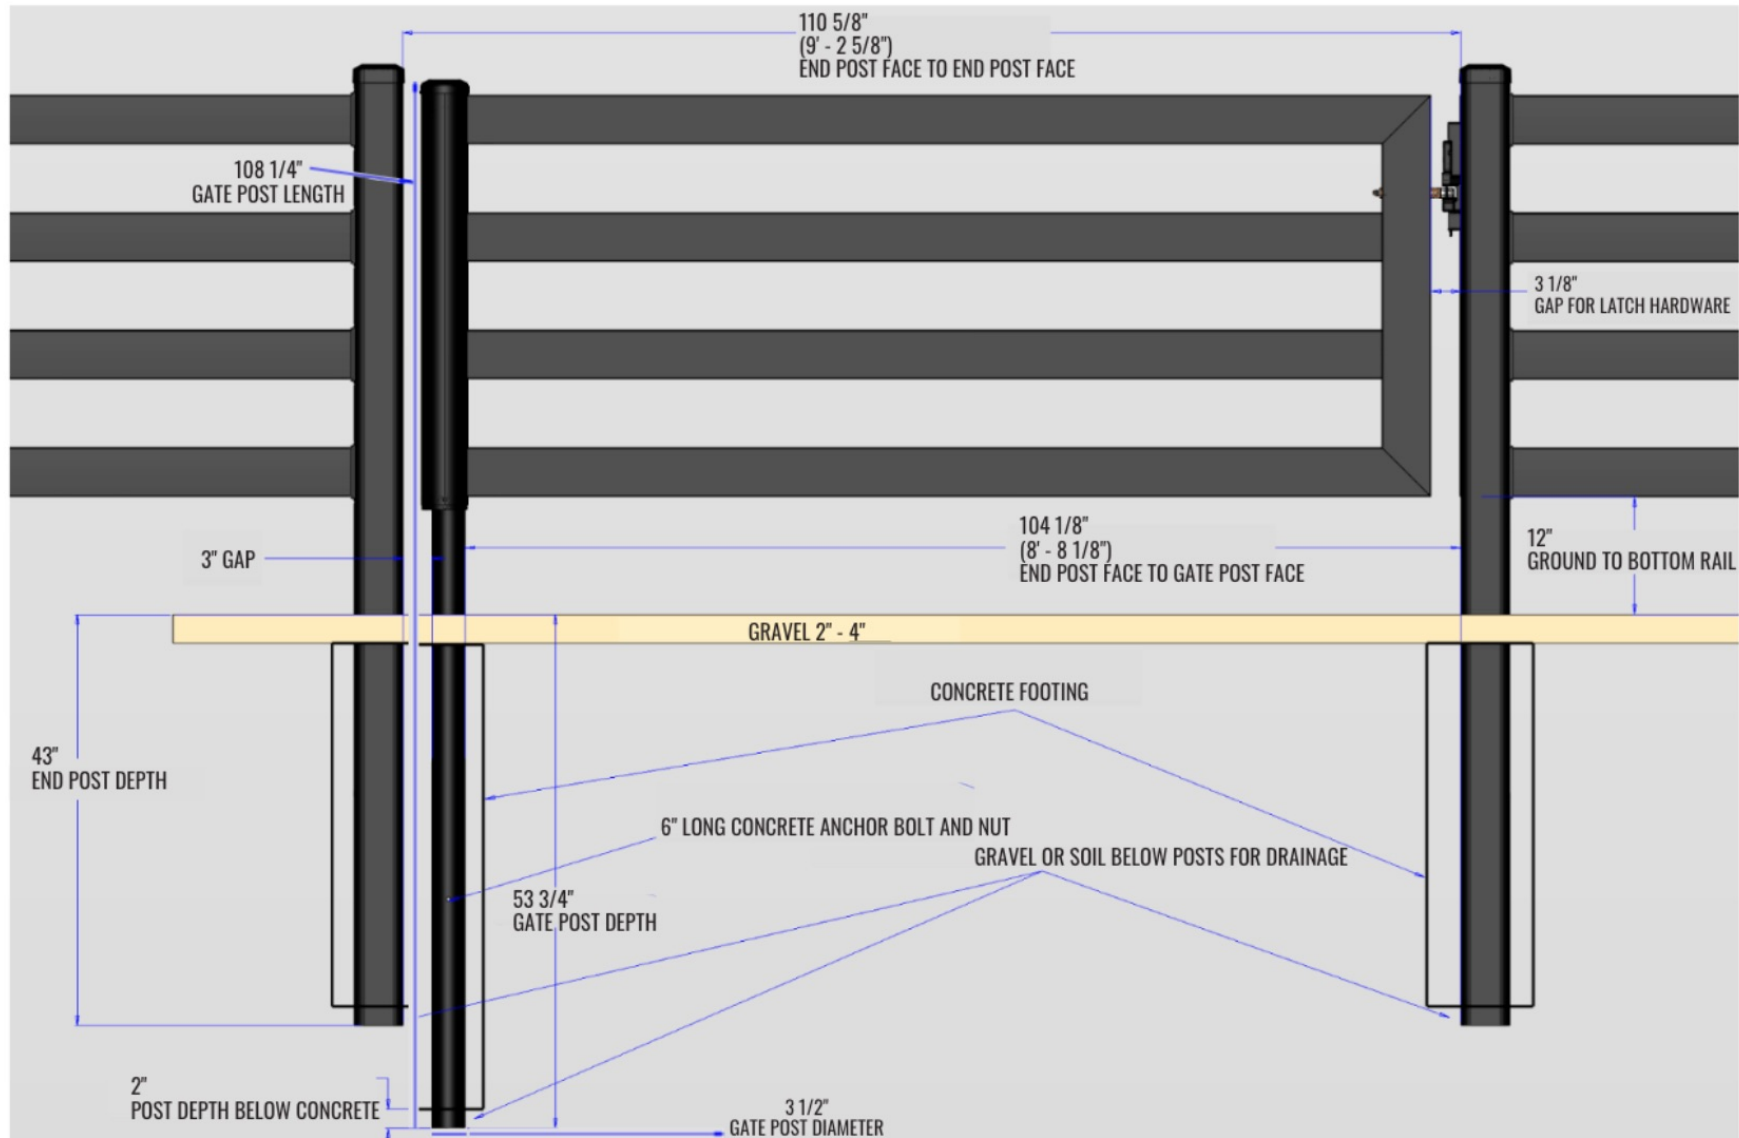 110 5/8"
(9' - 2 5/8")
END POST FACE TO END POST FACE
108 1/4"
GATE POST LENGTH
3 1/8"
GAP FOR LATCH HARDWARE
104 1/8"
(8' - 8 1/8")
END POST FACE TO GATE POST FACE
12"
GROUND TO BOTTOM RAIL
3" GAP
GRAVEL 2" - 4"
CONCRETE FOOTING
43"
END POST DEPTH
6" LONG CONCRETE ANCHOR BOLT AND NUT
GRAVEL OR SOIL BELOW POSTS FOR DRAINAGE
53 3/4"
GATE POST DEPTH
2"
POST DEPTH BELOW CONCRETE
3 1/2"
GATE POST DIAMETER